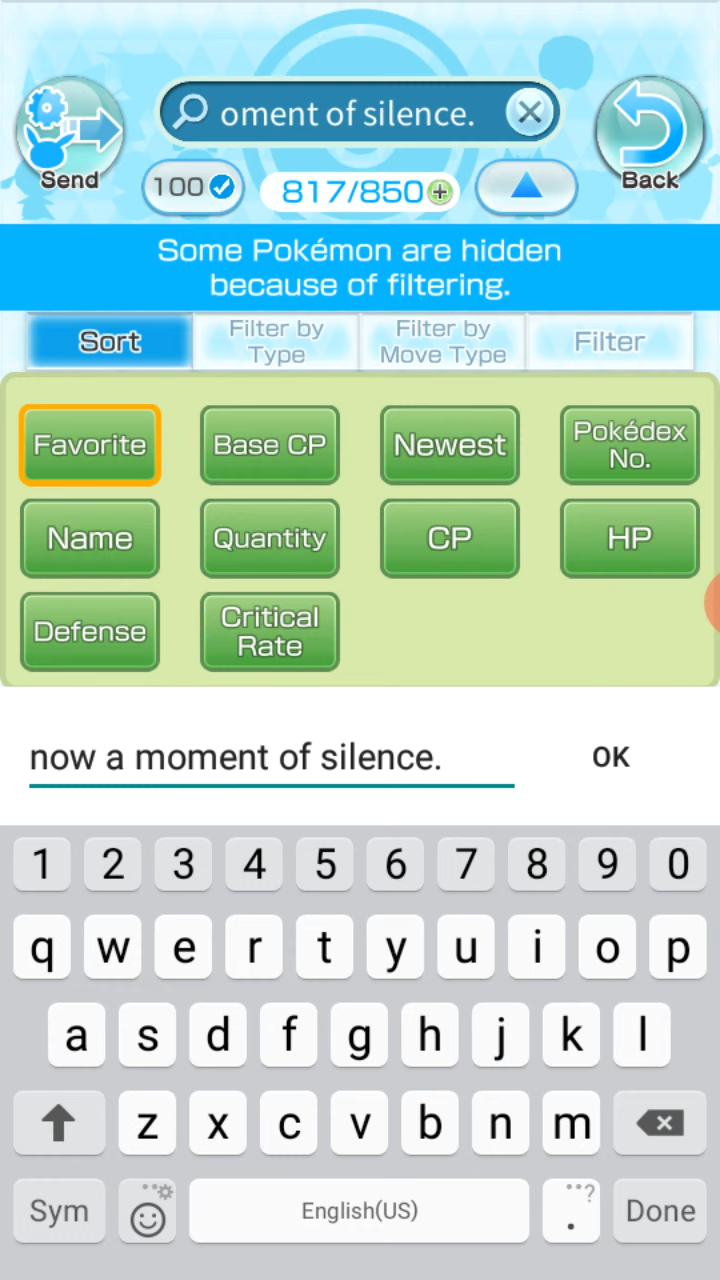 oment of silence.
Send
100
817/850
Back
Some Pokémon are hidden
because of filtering.
Sort
Filter by
Type
Filter by
Move Type
Filter
Favorite
Base CP
Newest
Pokédex
No.
Name
Quantity
CP
HP
Defense
Critical
Rate
now a moment of silence.
OK
1 2 3 4 5 6 7 8 9 0
q w e r t y u i o p
a s d f g h j k l
z x c v b n m
Sym
English(US)
. ?
Done